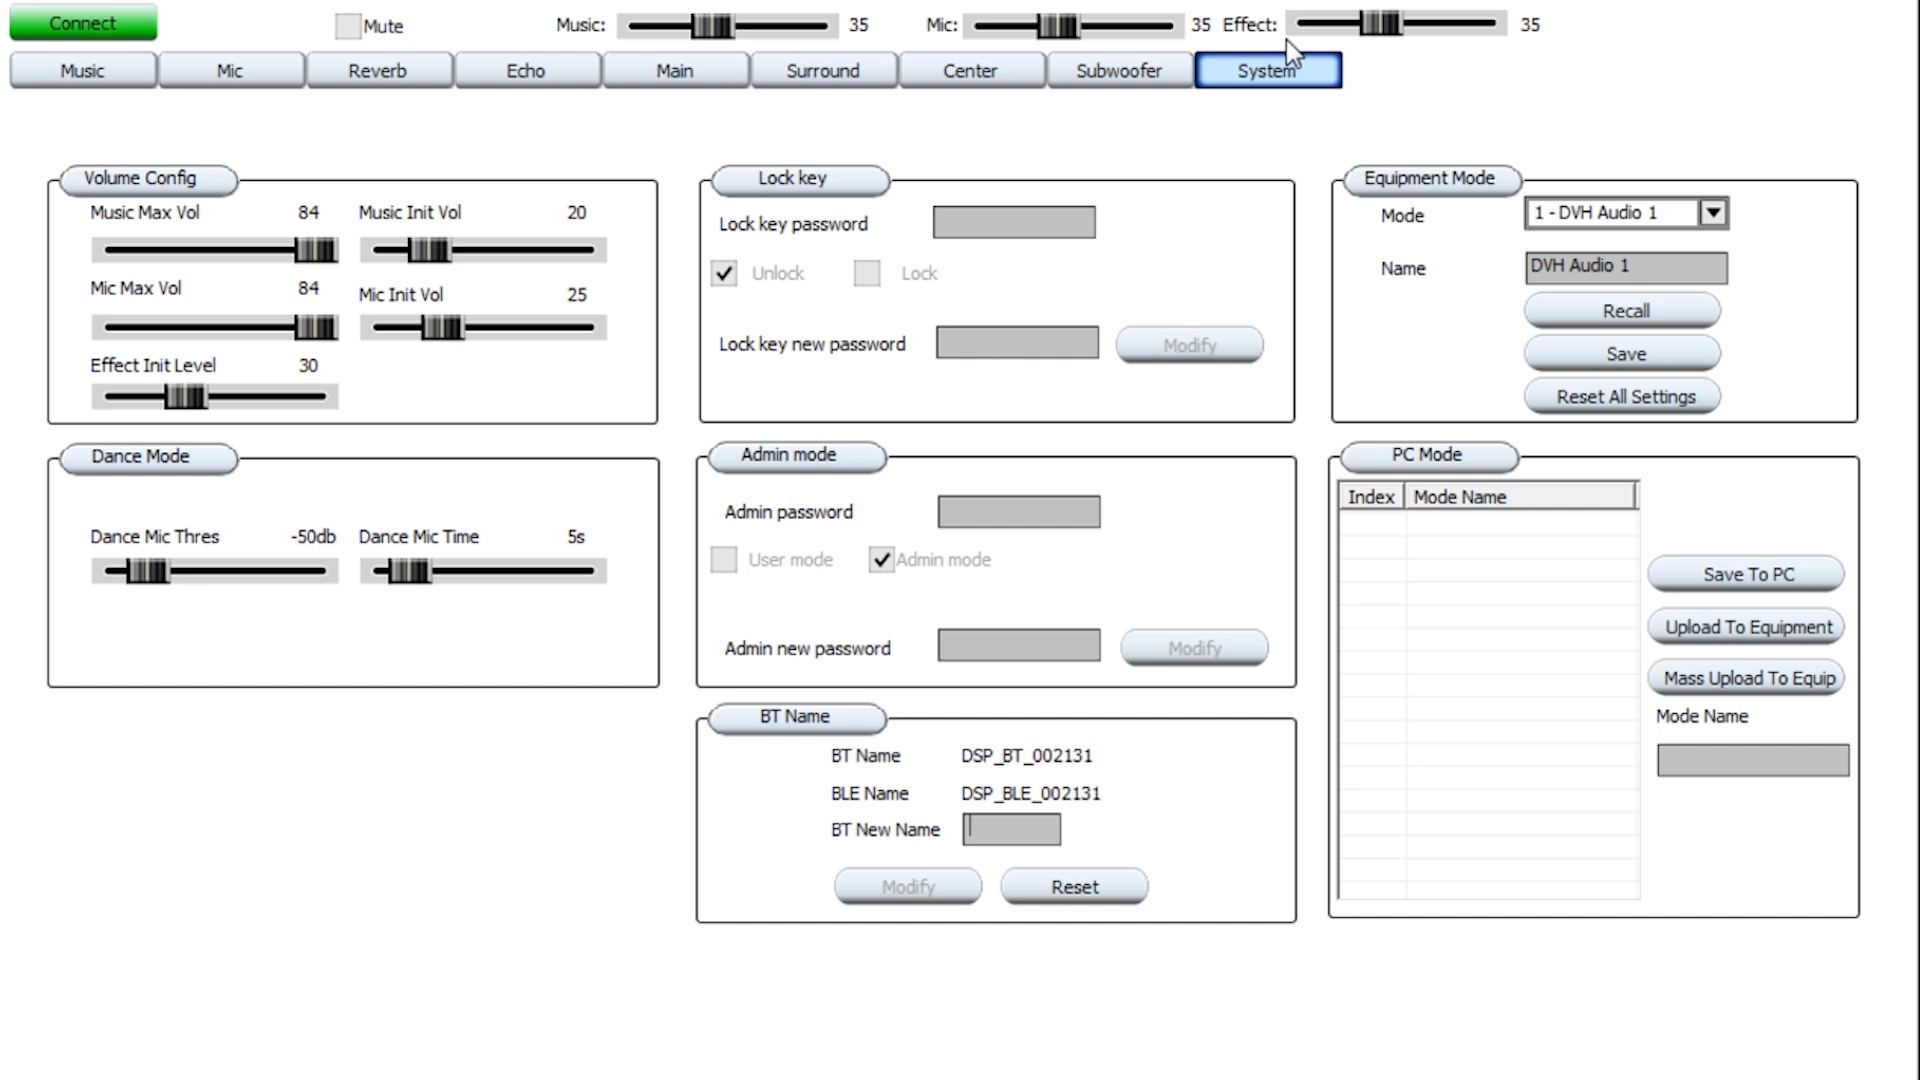 Connect
Mute
Music: 35
Mic: 35
Effect: 35
Music
Mic
Reverb
Echo
Main
Surround
Center
Subwoofer
System
Volume Config
Music Max Vol 84
Music Init Vol 20
Mic Max Vol 84
Mic Init Vol 25
Effect Init Level 30
Dance Mode
Dance Mic Thres -50db
Dance Mic Time 5s
Lock key
Lock key password
Unlock
Lock
Lock key new password
Modify
Admin mode
Admin password
User mode
Admin mode
Admin new password
Modify
BT Name
BT Name DSP_BT_002131
BLE Name DSP_BLE_002131
BT New Name
Modify
Reset
Equipment Mode
Mode 1 - DVH Audio 1
Name DVH Audio 1
Recall
Save
Reset All Settings
PC Mode
Index Mode Name
Save To PC
Upload To Equipment
Mass Upload To Equip
Mode Name